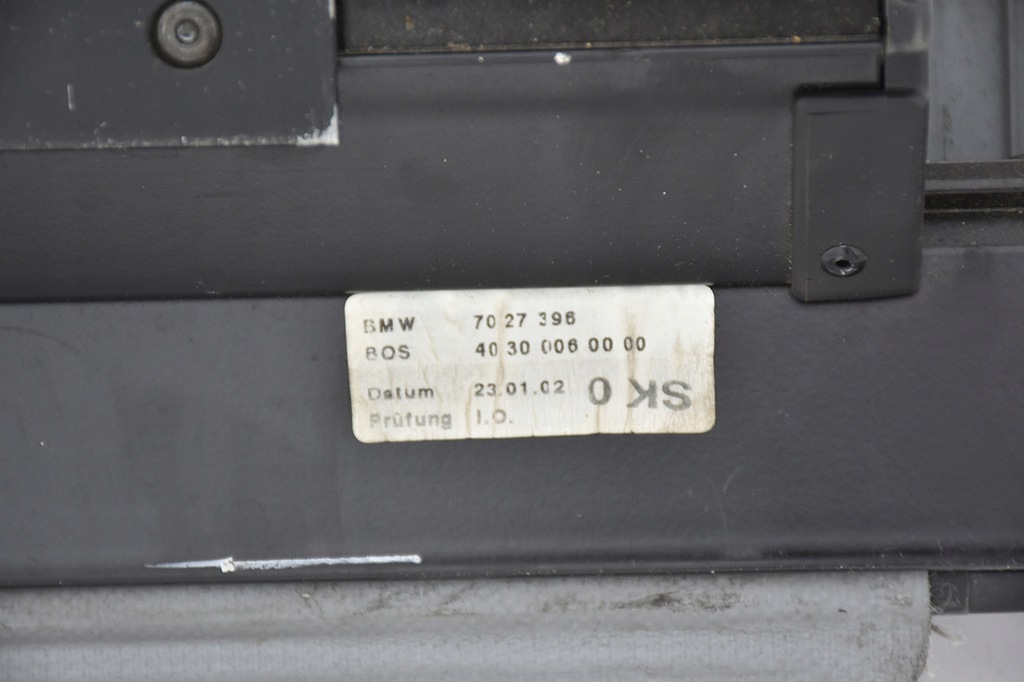 BMW 70 27 396
BOS 40 30 006 00 00
Datum 23.01.02
Prüfung I.O.
SK 0